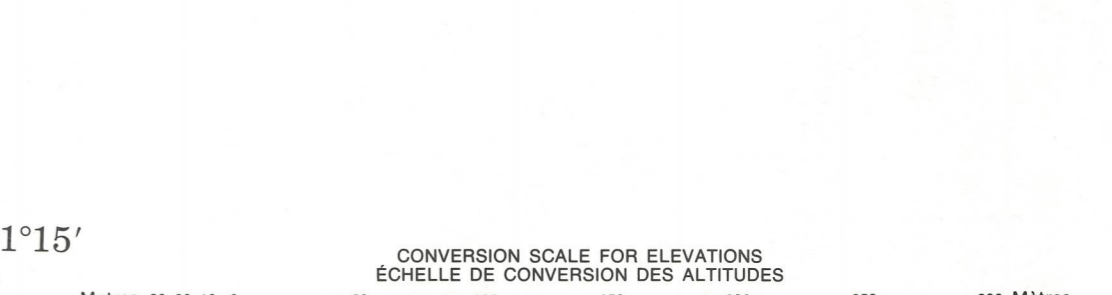 1°15′
CONVERSION SCALE FOR ELEVATIONS
ÉCHELLE DE CONVERSION DES ALTITUDES